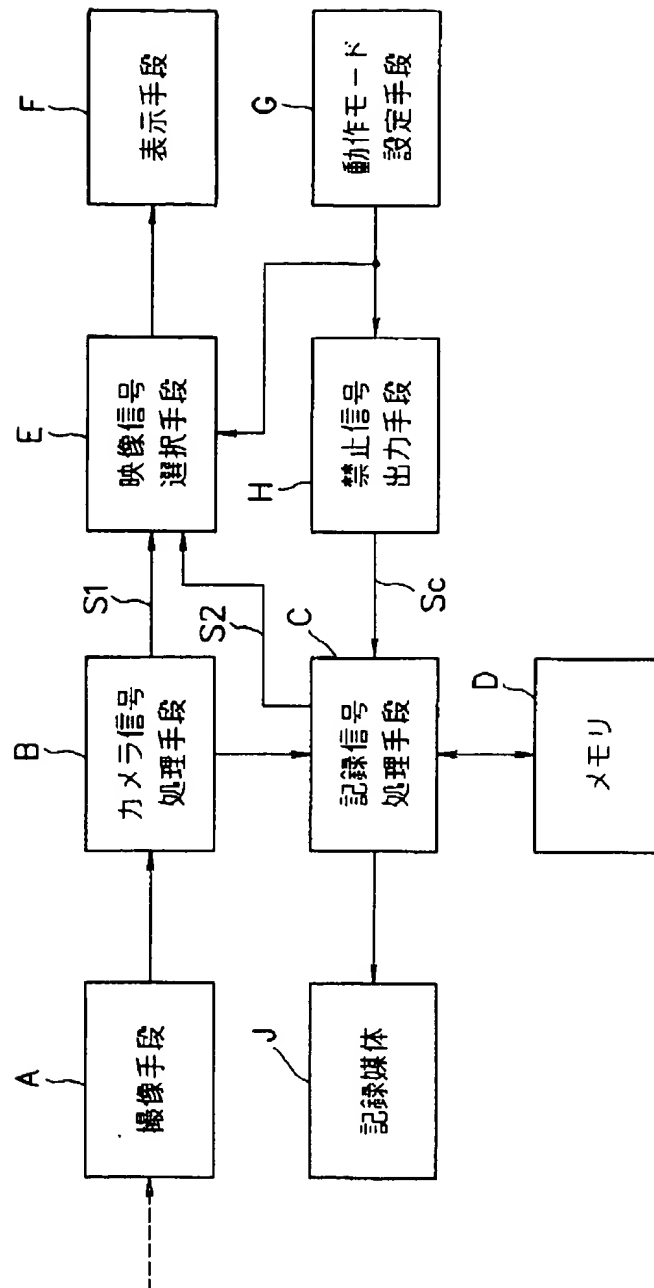 A
撮像手段
B
カメラ信号
処理手段
S1
E
映像信号
選択手段
F
表示手段
S2
J
記録媒体
C
記録信号
処理手段
Sc
H
禁止信号
出力手段
G
動作モード
設定手段
D
メモリ